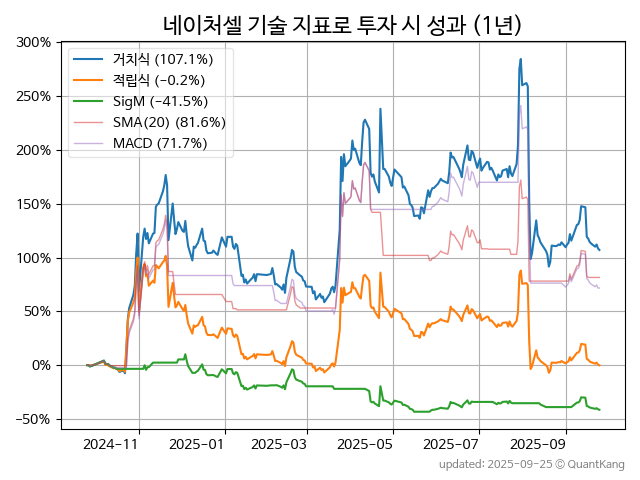 네이처셀 기술 지표로 투자 시 성과 (1년)
300%
250%
200%
150%
100%
50%
0%
−50%
거치식 (107.1%)
적립식 (−0.2%)
SigM (−41.5%)
SMA(20) (81.6%)
MACD (71.7%)
2024-11
2025-01
2025-03
2025-05
2025-07
2025-09
updated: 2025-09-25 © QuantKang